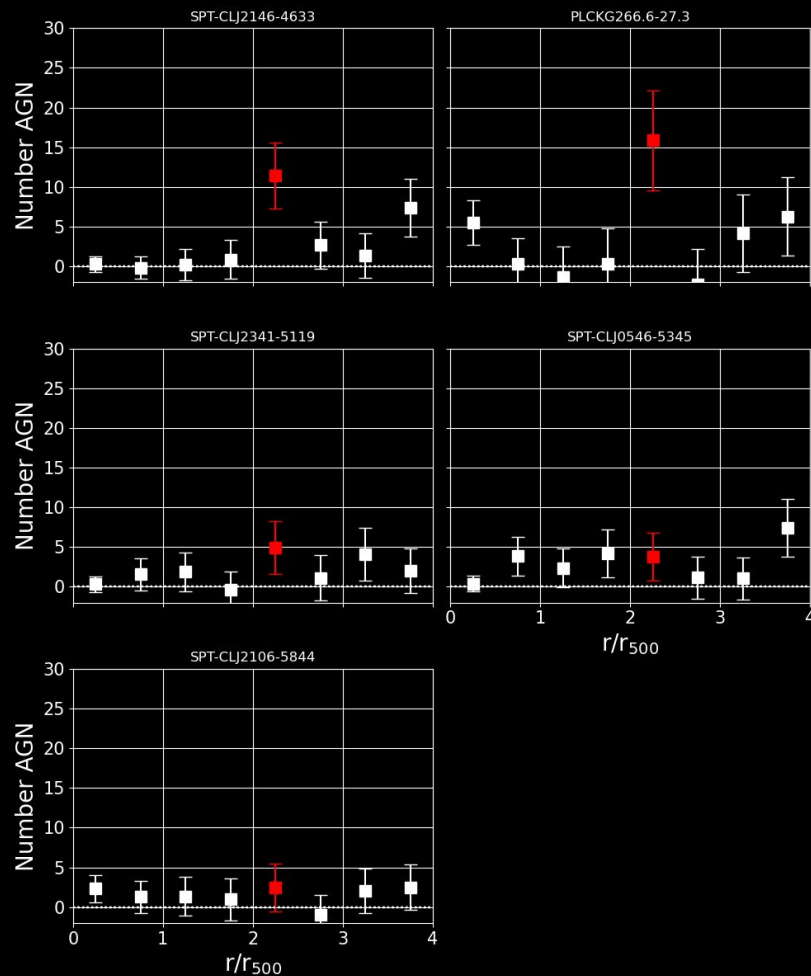 SPT-CLJ2146-4633
PLCKG266.6-27.3
30
25
20
15
10
5
0
Number AGN
SPT-CLJ2341-5119
SPT-CLJ0546-5345
30
25
20
15
10
5
0
Number AGN
0 1 2 3 4
r/r500
SPT-CLJ2106-5844
30
25
20
15
10
5
0
Number AGN
0 1 2 3 4
r/r500